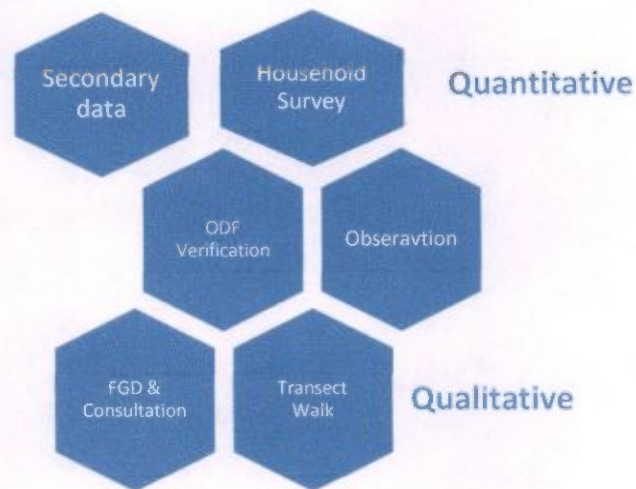 Secondary
data
Household
Survey
Quantitative
ODF
Verification
Obseravtion
FGD &
Consultation
Transect
Walk
Qualitative